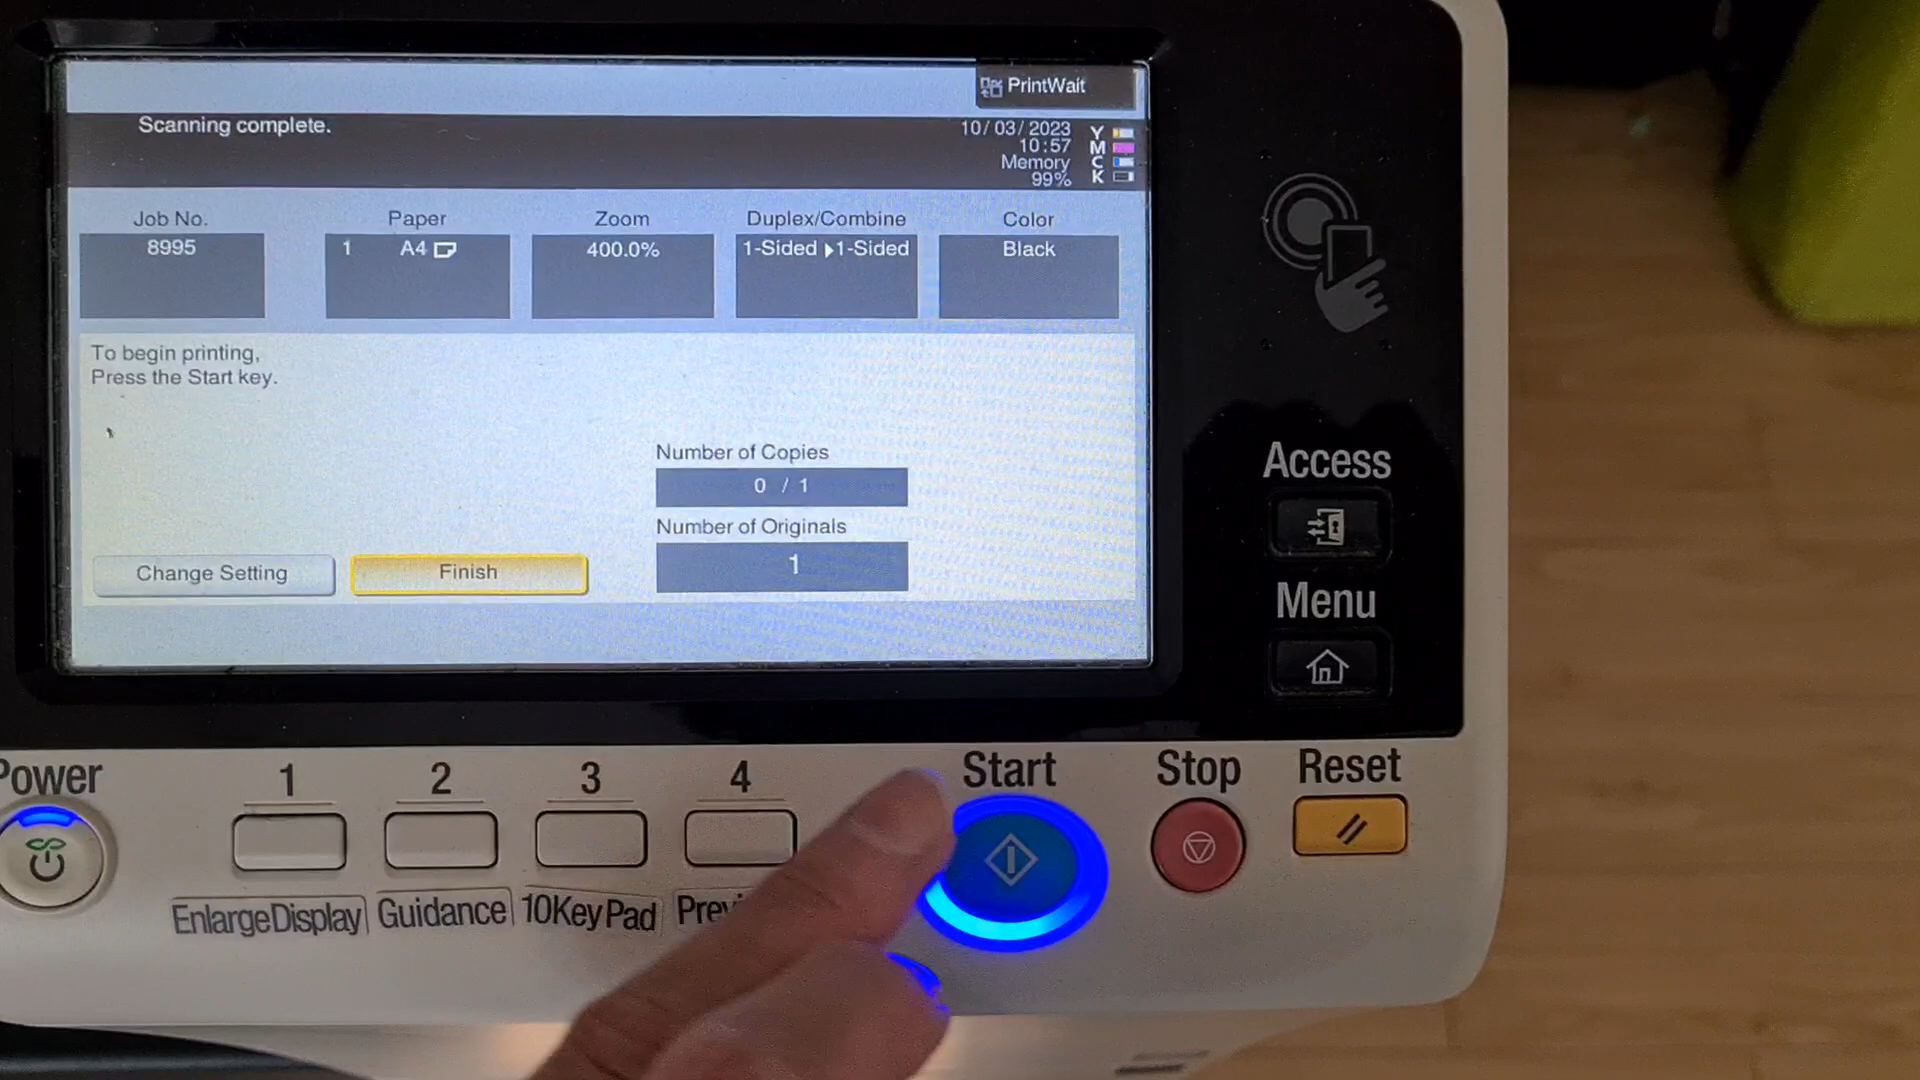 PrintWait
Scanning complete.
10/03/2023
10:57
Memory
99%
Y
M
C
K
Job No.
8995
Paper
1 A4
Zoom
400.0%
Duplex/Combine
1-Sided 1-Sided
Color
Black
To begin printing,
Press the Start key.
Number of Copies
0 / 1
Number of Originals
1
Change Setting
Finish
Access
Menu
Power
1
2
3
4
Start
Stop
Reset
EnlargeDisplay
Guidance
10KeyPad